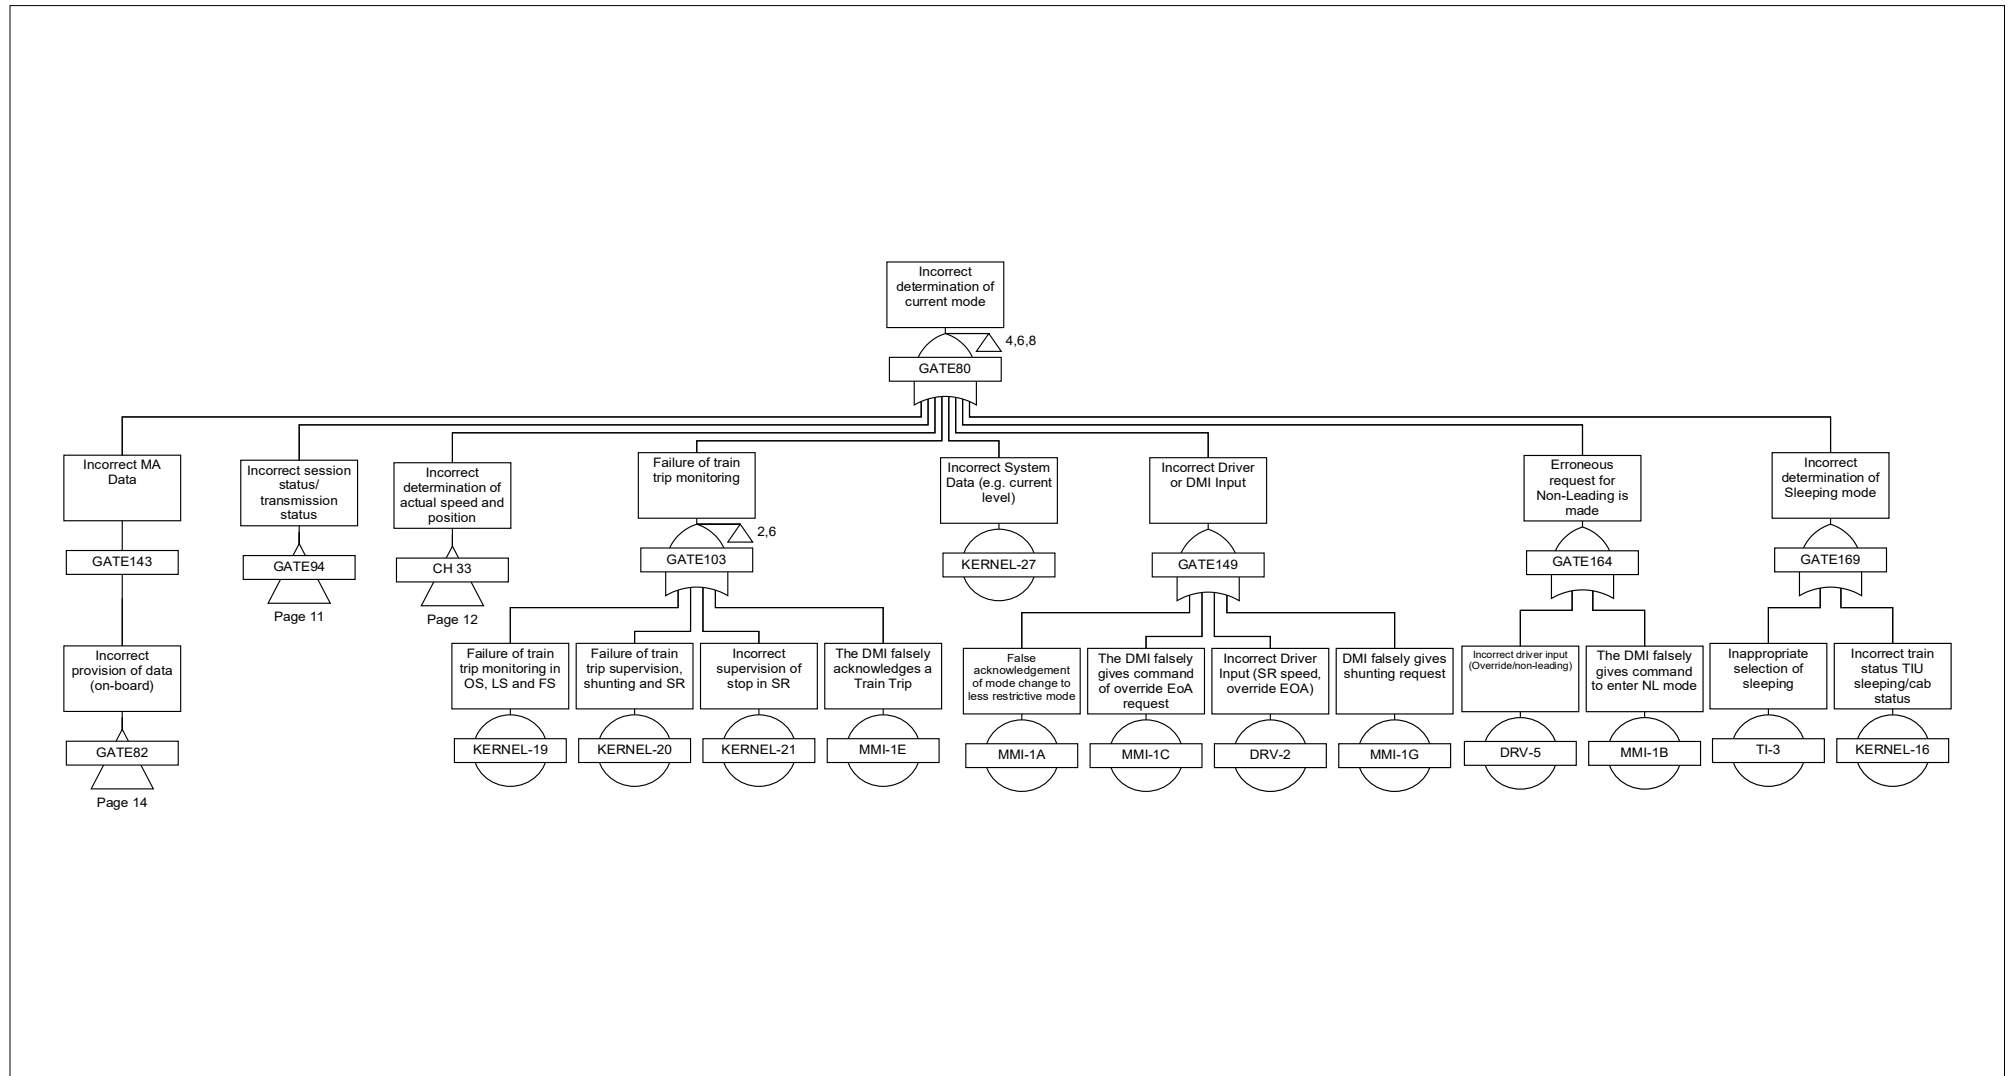 Incorrect
determination of
current mode
4,6,8
GATE80
Incorrect MA
Data
GATE143
Incorrect
provision of data
(on-board)
GATE82
Page 14
Incorrect session
status/
transmission
status
GATE94
Page 11
Incorrect
determination of
actual speed and
position
CH 33
Page 12
Failure of train
trip monitoring
2,6
GATE103
Failure of train
trip monitoring in
OS, LS and FS
KERNEL-19
Failure of train
trip supervision,
shunting and SR
KERNEL-20
Incorrect
supervision of
stop in SR
KERNEL-21
The DMI falsely
acknowledges a
Train Trip
MMI-1E
Incorrect System
Data (e.g. current
level)
KERNEL-27
Incorrect Driver
or DMI Input
GATE149
False
acknowledgement
of mode change to
less restrictive mode
MMI-1A
The DMI falsely
gives command
of override EoA
request
MMI-1C
Incorrect Driver
Input (SR speed,
override EOA)
DRV-2
DMI falsely gives
shunting request
MMI-1G
Erroneous
request for
Non-Leading is
made
GATE164
Incorrect driver input
(Override/non-leading)
DRV-5
The DMI falsely
gives command
to enter NL mode
MMI-1B
Incorrect
determination of
Sleeping mode
GATE169
Inappropriate
selection of
sleeping
TI-3
Incorrect train
status TIU
sleeping/cab
status
KERNEL-16